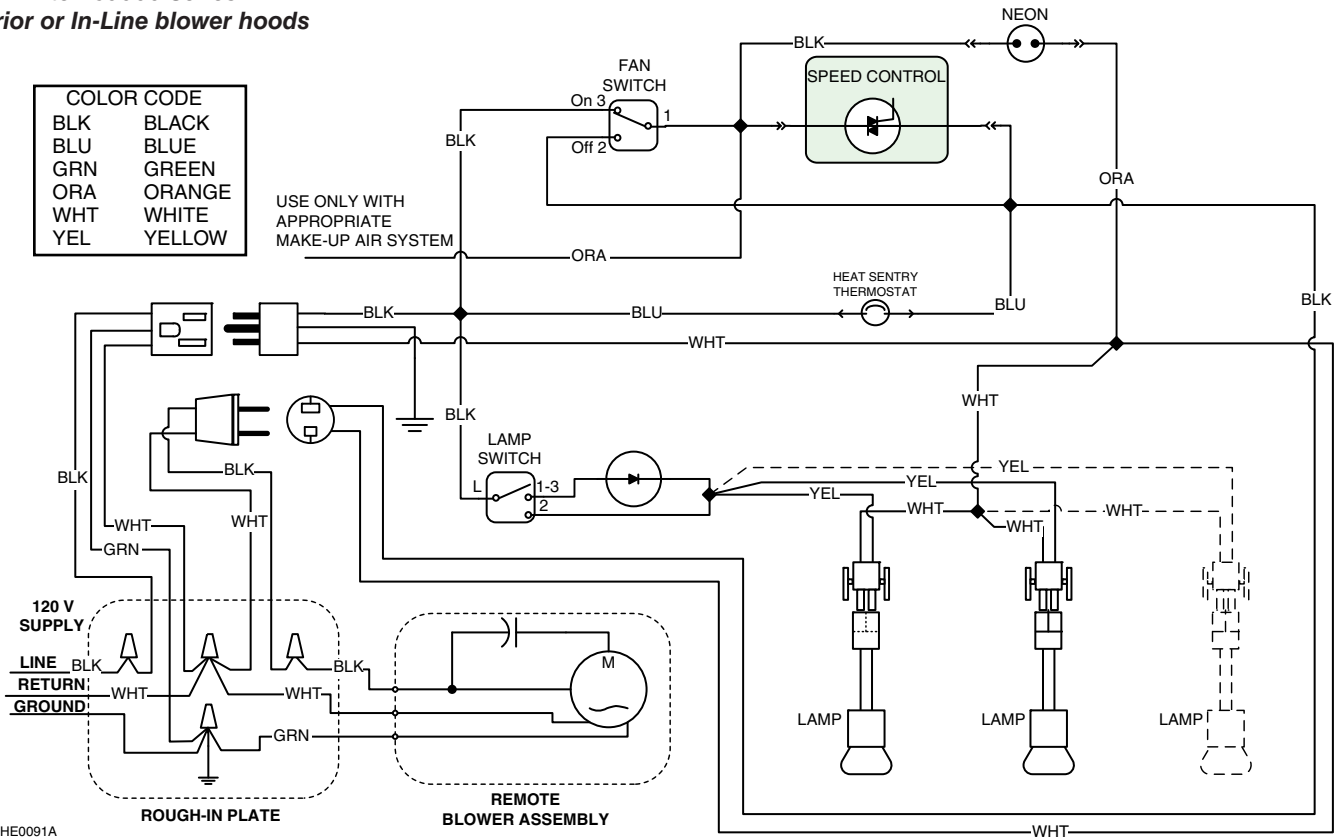 rior or In-Line blower hoods
COLOR CODE
BLK BLACK
BLU BLUE
GRN GREEN
ORA ORANGE
WHT WHITE
YEL YELLOW
USE ONLY WITH
APPROPRIATE
MAKE-UP AIR SYSTEM
FAN
SWITCH
On 3
1
Off 2
BLK
BLK
NEON
SPEED CONTROL
ORA
ORA
HEAT SENTRY
THERMOSTAT
BLK
BLU
BLU
BLK
WHT
BLK
WHT
LAMP
SWITCH
L
1-3
2
YEL
YEL
YEL
WHT
WHT
WHT
BLK
BLK
WHT
WHT
GRN
120 V
SUPPLY
LINE
BLK
RETURN
WHT
GROUND
BLK
WHT
GRN
M
LAMP
LAMP
LAMP
ROUGH-IN PLATE
REMOTE
BLOWER ASSEMBLY
WHT
HE0091A